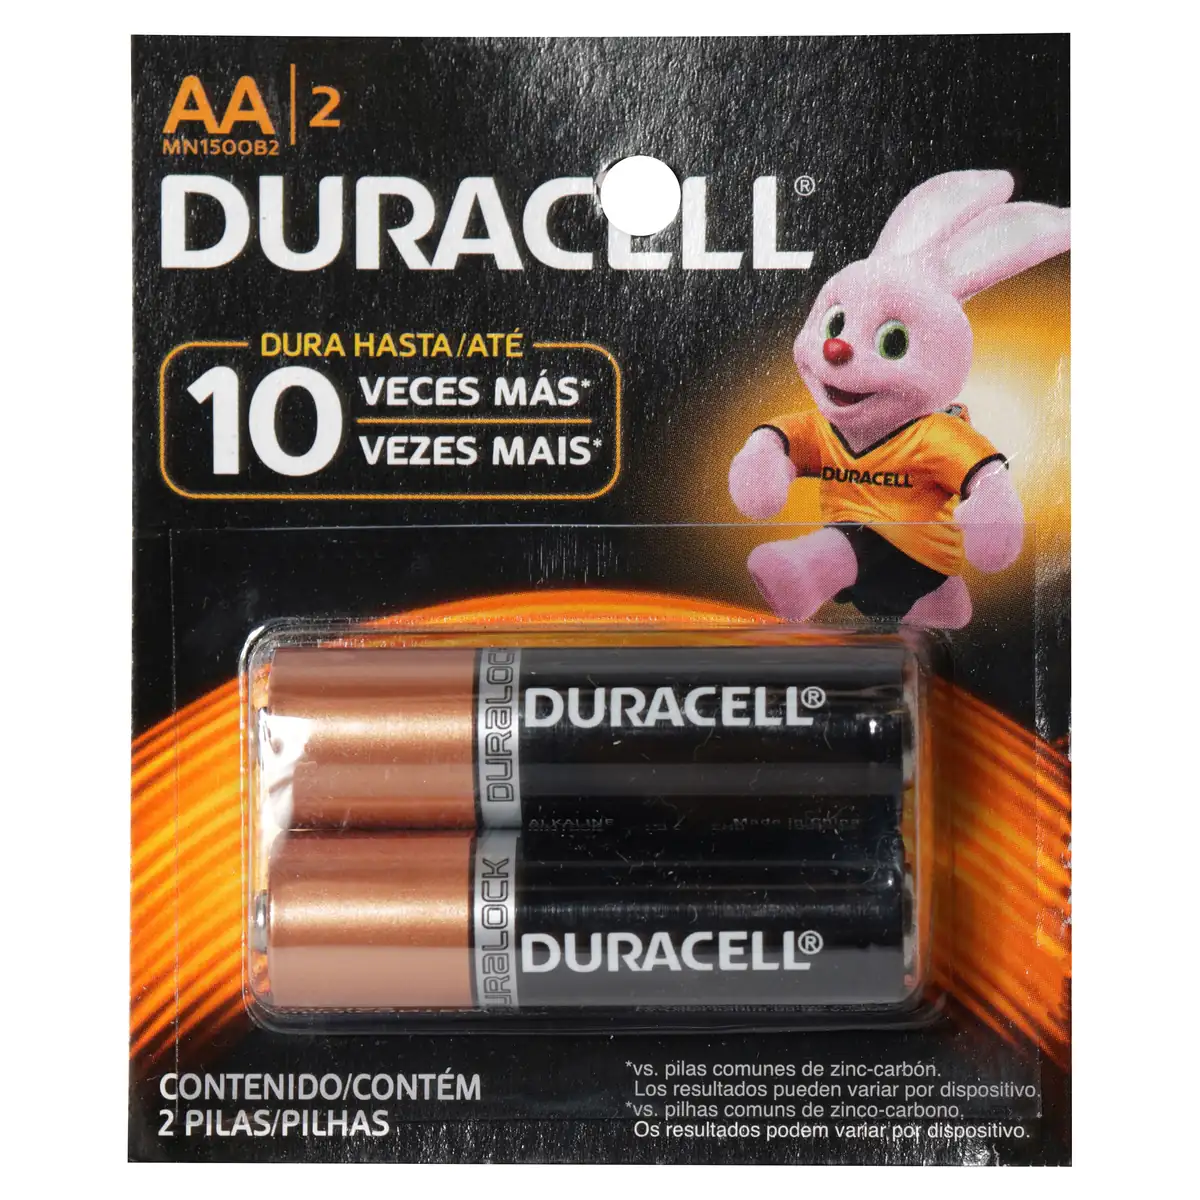 AA 2
MN1500B2
DURACELL®
DURA HASTA/ATÉ
10 VECES MÁS*
VEZES MAIS*
DURACELL
DURALOCK
DURACELL®
ALKALINE
DURALOCK
DURACELL®
CONTENIDO/CONTÉM
2 PILAS/PILHAS
*vs. pilas comunes de zinc-carbón.
Los resultados pueden variar por dispositivo.
*vs. pilhas comuns de zinco-carbono.
Os resultados podem variar por dispositivo.